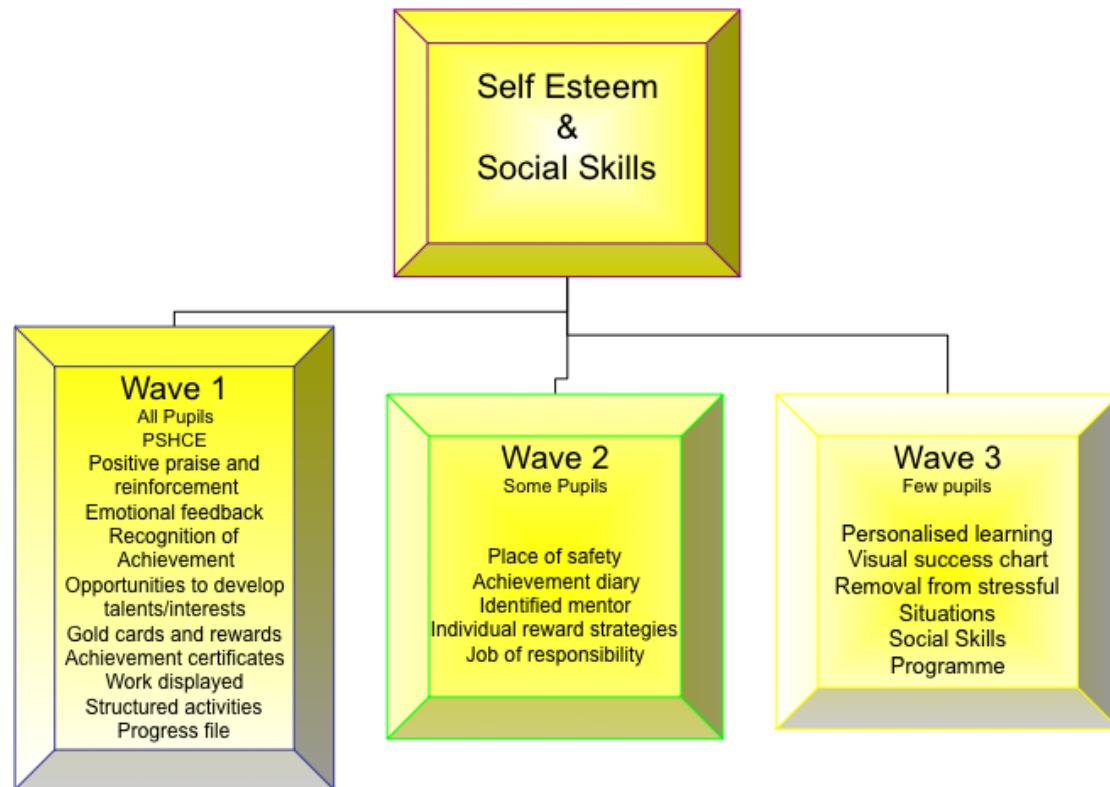 Self Esteem
&
Social Skills
Wave 1
All Pupils
PSHCE
Positive praise and
reinforcement
Emotional feedback
Recognition of
Achievement
Opportunities to develop
talents/interests
Gold cards and rewards
Achievement certificates
Work displayed
Structured activities
Progress file
Wave 2
Some Pupils
Place of safety
Achievement diary
Identified mentor
Individual reward strategies
Job of responsibility
Wave 3
Few pupils
Personalised learning
Visual success chart
Removal from stressful
Situations
Social Skills
Programme